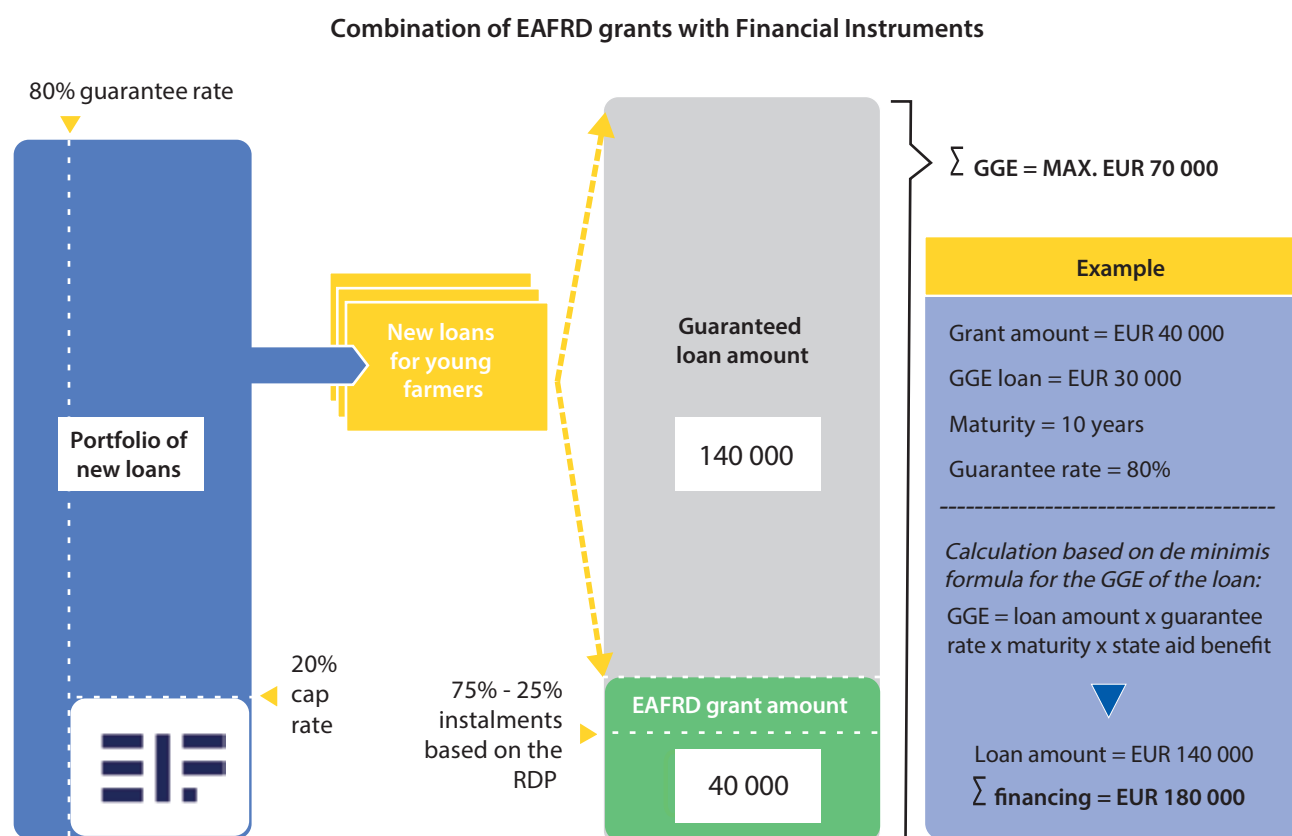 Combination of EAFRD grants with Financial Instruments
80% guarantee rate
Portfolio of
new loans
20%
cap
rate
EIF
New loans
for young
farmers
75% - 25%
instalments
based on the
RDP
Guaranteed
loan amount
140 000
EAFRD grant amount
40 000
∑ GGE = MAX. EUR 70 000
Example
Grant amount = EUR 40 000
GGE loan = EUR 30 000
Maturity = 10 years
Guarantee rate = 80%
Calculation based on de minimis
formula for the GGE of the loan:
GGE = loan amount x guarantee
rate x maturity x state aid benefit
Loan amount = EUR 140 000
∑ financing = EUR 180 000